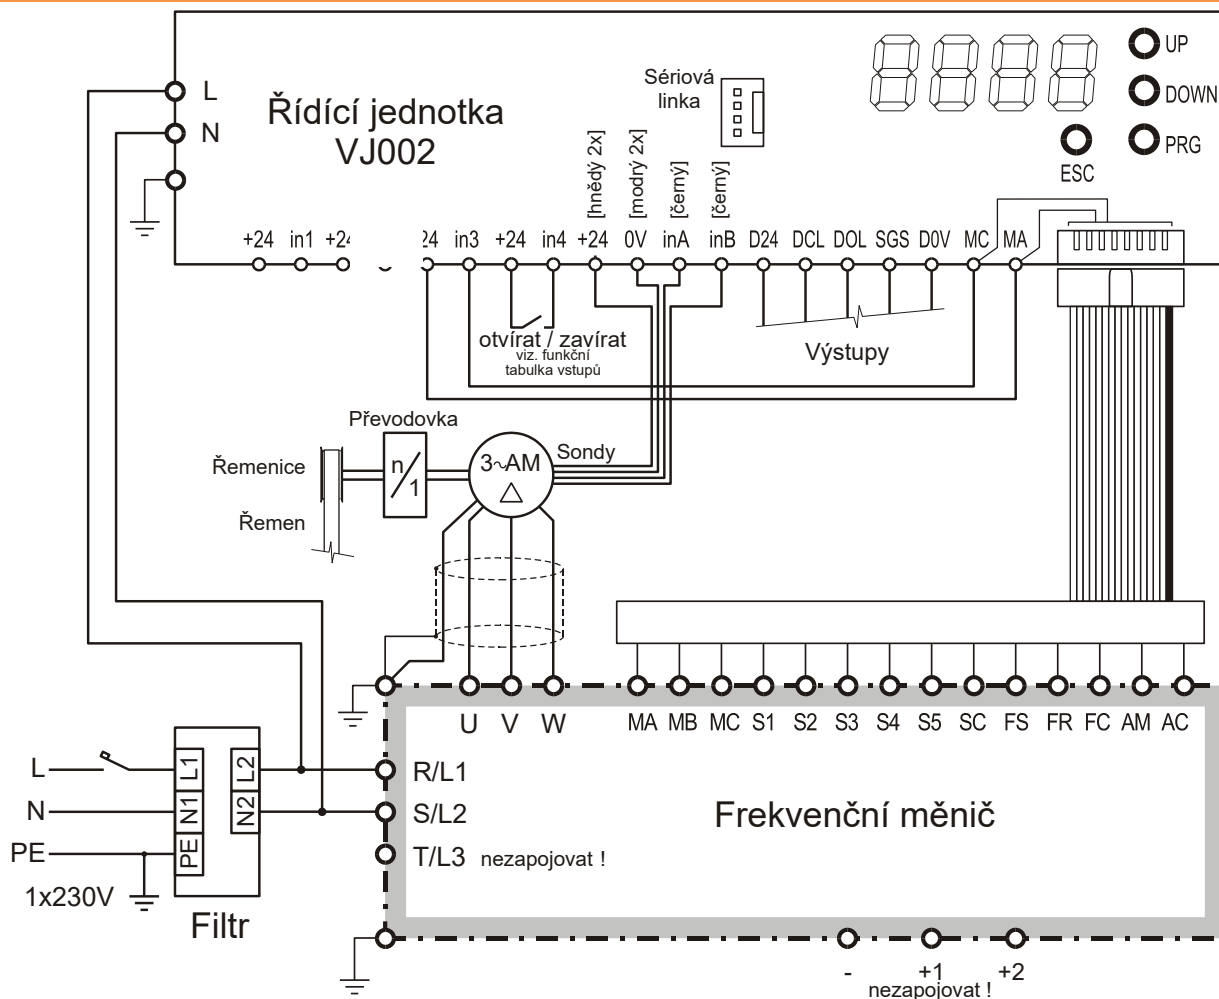 UP
DOWN
PRG
ESC
L
N
Řídící jednotka
VJ002
Sériová
linka
[hnědý 2x]
[modrý 2x]
[černý]
[černý]
+24 in1 in3 +24 in4 +24 0V inA inB D24 DCL DOL SGS D0V MC MA
otvírat / zavírat
viz. funkční
tabulka vstupů
Výstupy
Převodovka
n/1
3~AM
Sondy
Řemenice
Řemen
U V W
MA MB MC S1 S2 S3 S4 S5 SC FS FR FC AM AC
L
L1
L2
R/L1
N
N1
N2
S/L2
Frekvenční měnič
PE
PE
T/L3 nezapojovat !
1x230V
Filtr
- +1 +2
nezapojovat !